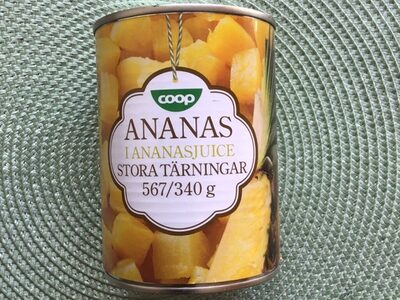 coop
ANANAS
I ANANASJUICE
STORA TÄRNINGAR
567/340 g